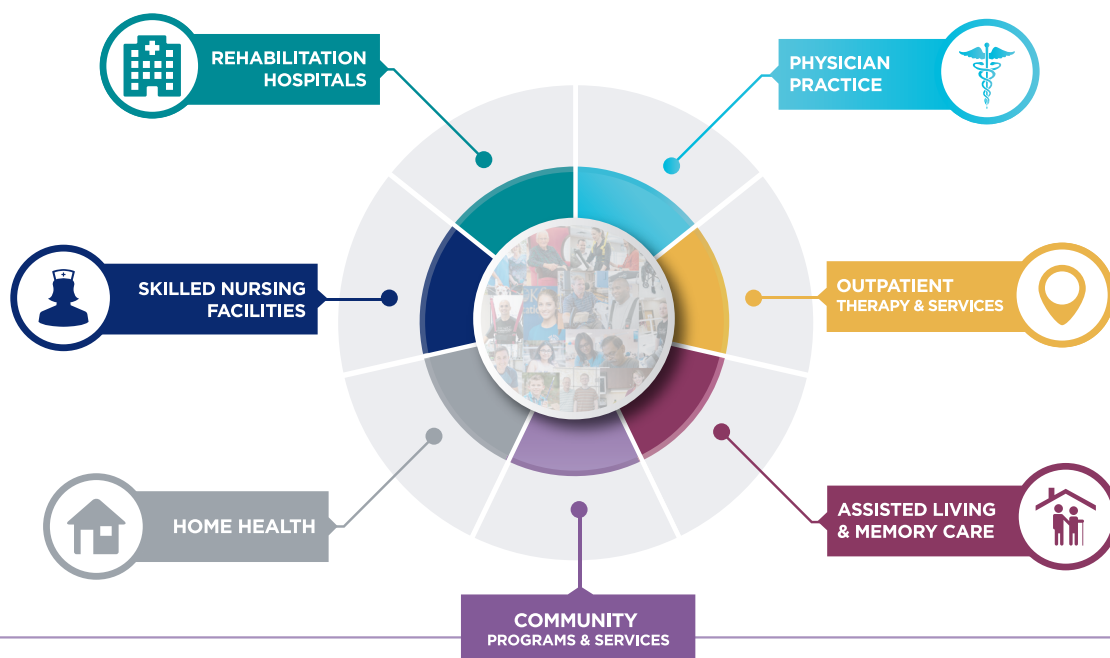 REHABILITATION
HOSPITALS
PHYSICIAN
PRACTICE
SKILLED NURSING
FACILITIES
OUTPATIENT
THERAPY & SERVICES
HOME HEALTH
ASSISTED LIVING
& MEMORY CARE
COMMUNITY
PROGRAMS & SERVICES